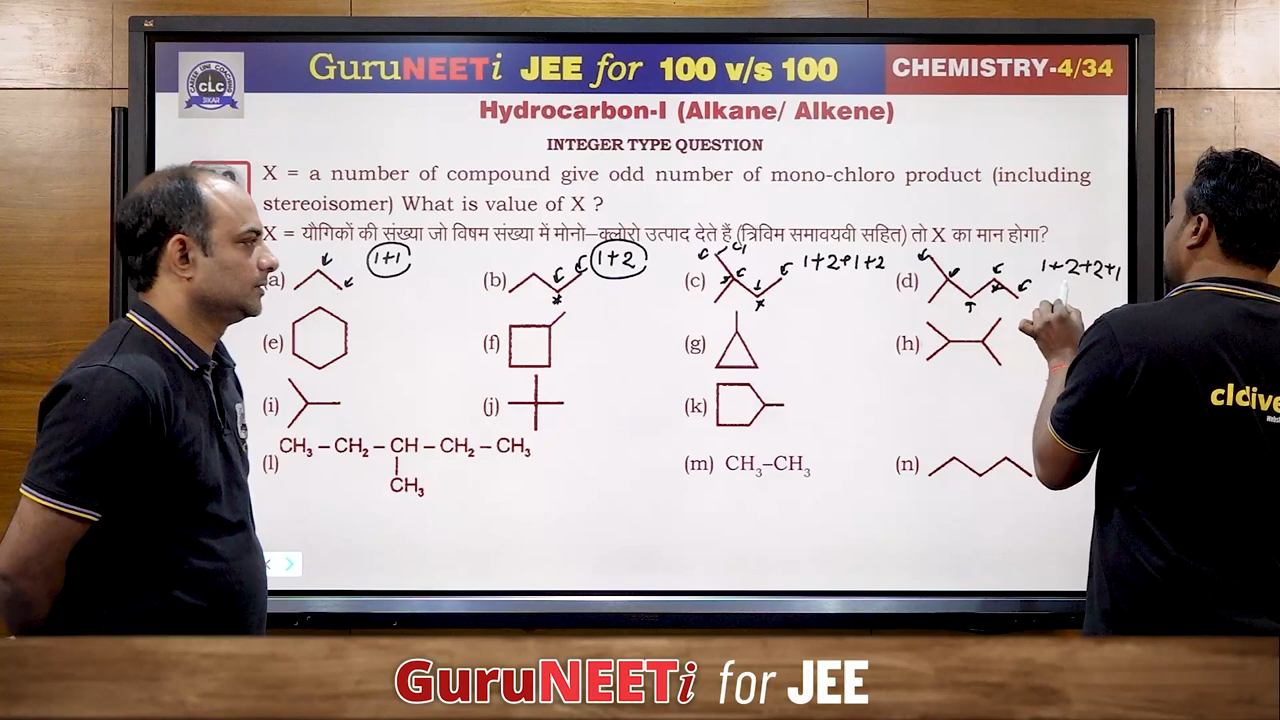 GuruNEETi JEE for 100 v/s 100
CHEMISTRY-4/34
CLC
SIKAR
Hydrocarbon-I (Alkane/ Alkene)
INTEGER TYPE QUESTION
X = a number of compound give odd number of mono-chloro product (including
stereoisomer) What is value of X ?
X = यौगिकों की संख्या जो विषम संख्या में मोनो–क्लोरो उत्पाद देते हैं (त्रिविम समावयवी सहित) तो X का मान होगा?
a) 1+1 (b) 1+2 (c) Cl 1+2+1+2 (d) 1+2+2+1
(e) (f) (g) (h)
(i) (j) (k)
(l) CH3 – CH2 – CH – CH2 – CH3
CH3
(m) CH3–CH3 (n)
GuruNEETi for JEE